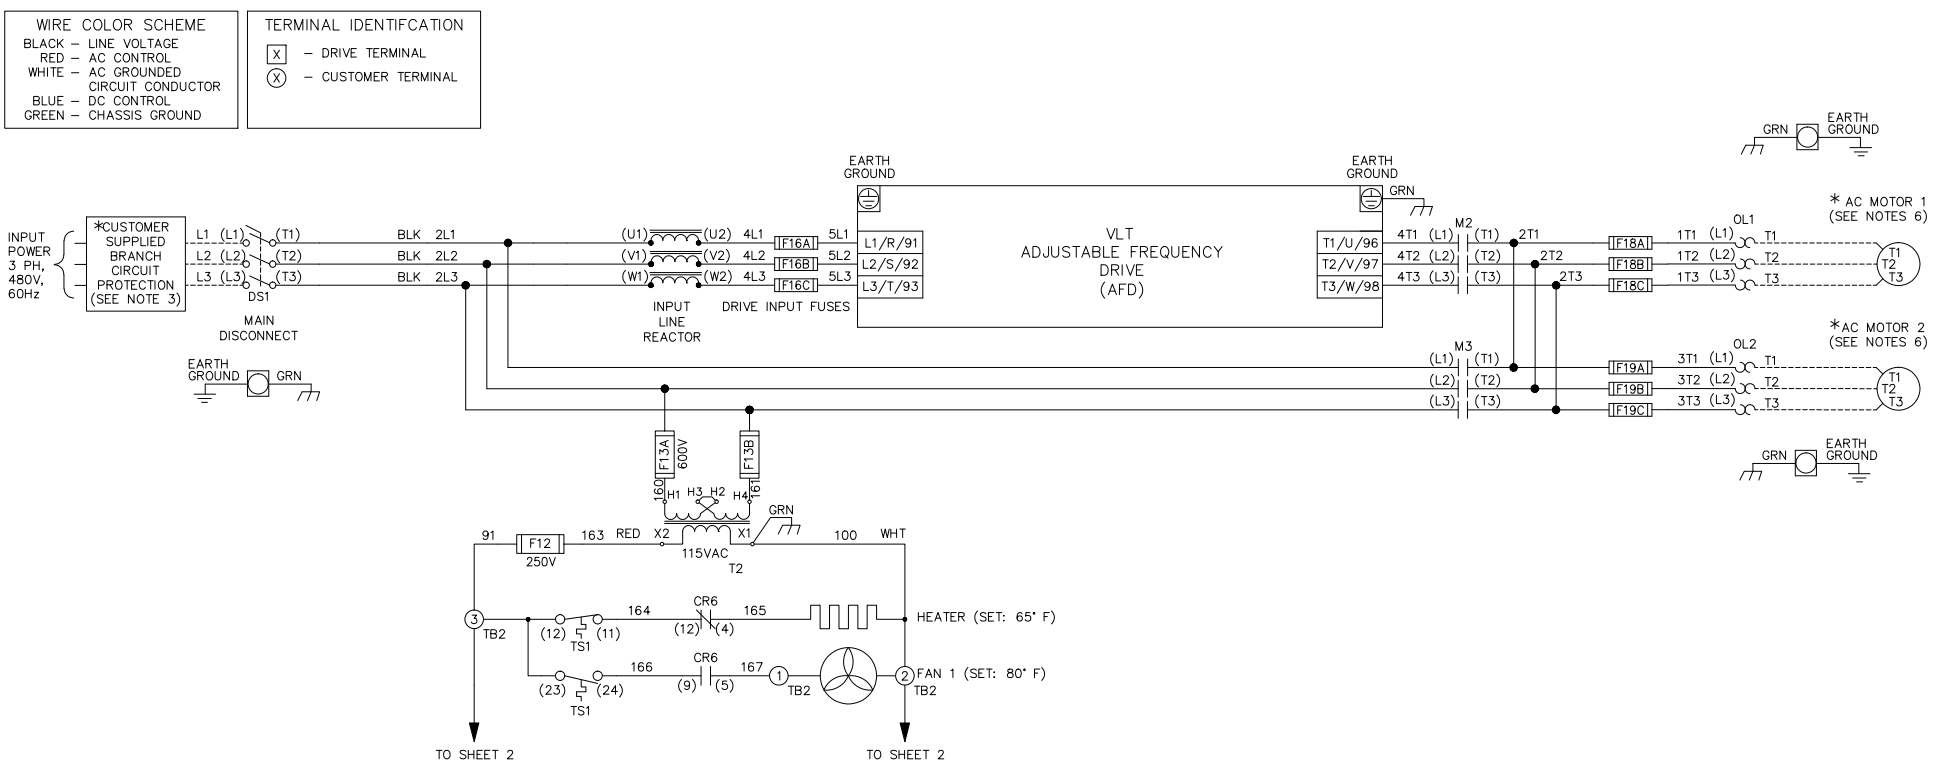 WIRE COLOR SCHEME
BLACK – LINE VOLTAGE
RED – AC CONTROL
WHITE – AC GROUNDED
CIRCUIT CONDUCTOR
BLUE – DC CONTROL
GREEN – CHASSIS GROUND
TERMINAL IDENTIFCATION
X – DRIVE TERMINAL
X – CUSTOMER TERMINAL
GRN
EARTH
GROUND
EARTH
GROUND
EARTH
GROUND
GRN
INPUT
POWER
3 PH,
480V,
60Hz
*CUSTOMER
SUPPLIED
BRANCH
CIRCUIT
PROTECTION
(SEE NOTE 3)
L1 (L1) (T1) BLK 2L1 (U1) (U2) 4L1 F16A 5L1 L1/R/91
L2 (L2) (T2) BLK 2L2 (V1) (V2) 4L2 F16B 5L2 L2/S/92
L3 (L3) (T3) BLK 2L3 (W1) (W2) 4L3 F16C 5L3 L3/T/93
DS1
MAIN
DISCONNECT
INPUT
LINE
REACTOR
DRIVE INPUT FUSES
VLT
ADJUSTABLE FREQUENCY
DRIVE
(AFD)
M2
OL1
* AC MOTOR 1
(SEE NOTES 6)
T1/U/96 4T1 (L1) (T1) 2T1 F18A 1T1 (L1) T1 T1
T2/V/97 4T2 (L2) (T2) 2T2 F18B 1T2 (L2) T2 T2
T3/W/98 4T3 (L3) (T3) 2T3 F18C 1T3 (L3) T3 T3
M3
OL2
* AC MOTOR 2
(SEE NOTES 6)
(L1) (T1) F19A 3T1 (L1) T1 T1
(L2) (T2) F19B 3T2 (L2) T2 T2
(L3) (T3) F19C 3T3 (L3) T3 T3
EARTH
GROUND GRN
GRN EARTH
GROUND
F13A
600V
F13B
160
161
H1 H3 H2 H4
GRN
91 F12 163 RED X2 X1 100 WHT
250V
115VAC
T2
3
TB2
(12) (11) 164 CR6 (12) (4) 165 HEATER (SET: 65° F)
TS1
(23) (24) 166 CR6 (9) (5) 167 1 TB2 2 FAN 1 (SET: 80° F)
TB2
TS1
TO SHEET 2
TO SHEET 2